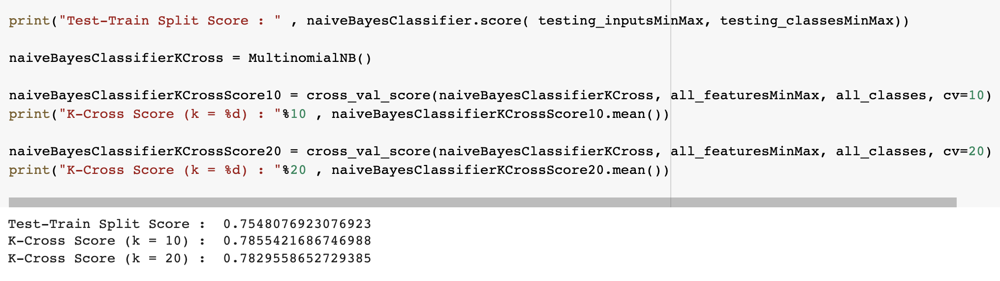 print("Test-Train Split Score : " , naiveBayesClassifier.score( testing_inputsMinMax, testing_classesMinMax))
naiveBayesClassifierKCross = MultinomialNB()
naiveBayesClassifierKCrossScore10 = cross_val_score(naiveBayesClassifierKCross, all_featuresMinMax, all_classes, cv=10)
print("K-Cross Score (k = %d) : "%10 , naiveBayesClassifierKCrossScore10.mean())
naiveBayesClassifierKCrossScore20 = cross_val_score(naiveBayesClassifierKCross, all_featuresMinMax, all_classes, cv=20)
print("K-Cross Score (k = %d) : "%20 , naiveBayesClassifierKCrossScore20.mean())
Test-Train Split Score :  0.7548076923076923
K-Cross Score (k = 10) :  0.7855421686746988
K-Cross Score (k = 20) :  0.7829558652729385